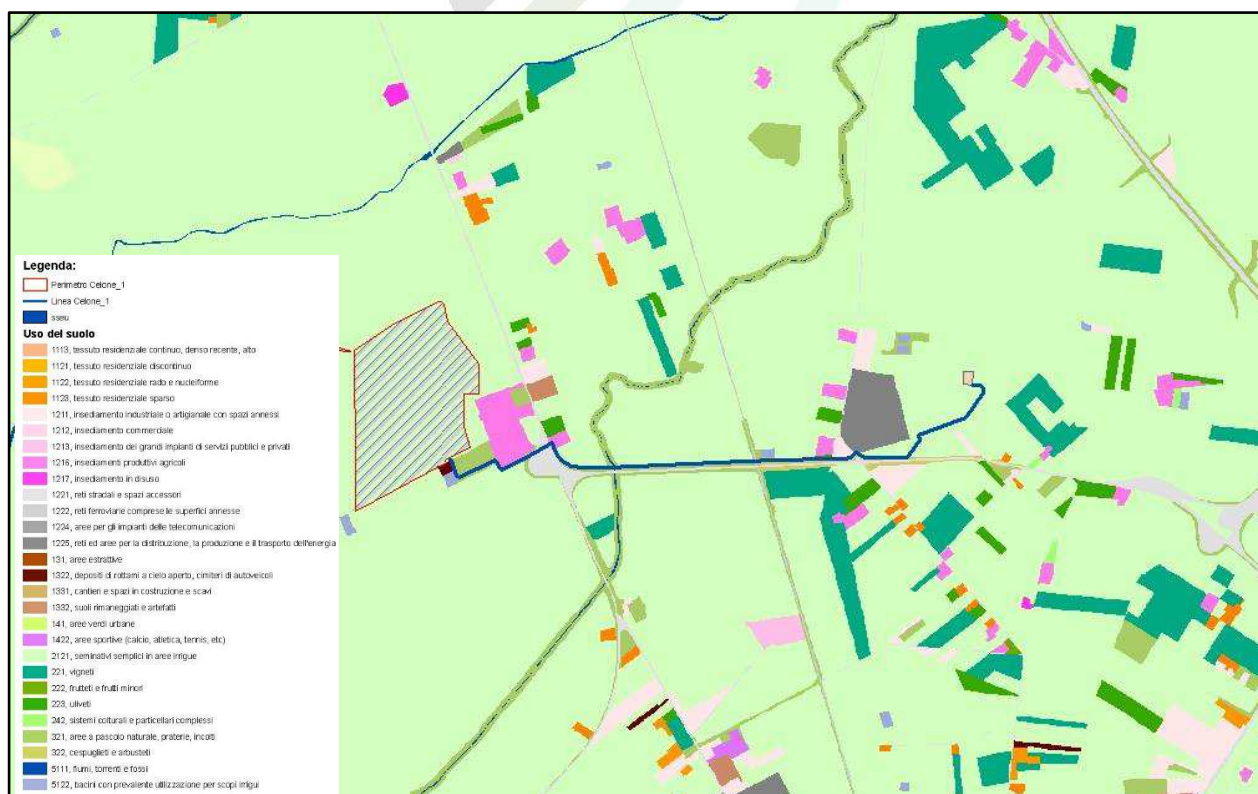 Legenda:
Perimetro Celone_1
Linea Celone_1
sseu
Uso del suolo
1113, tessuto residenziale continuo, denso recente, alto
1121, tessuto residenziale discontinuo
1122, tessuto residenziale rado e nucleiforme
1123, tessuto residenziale sparso
1211, insediamento industriale o artigianale con spazi annessi
1212, insediamento commerciale
1213, insediamento dei grandi impianti di servizi pubblici e privati
1216, insediamenti produttivi agricoli
1217, insediamento in disuso
1221, reti stradali e spazi accessori
1222, reti ferroviarie comprese le superfici annesse
1224, aree per gli impianti delle telecomunicazioni
1225, reti ed aree per la distribuzione, la produzione e il trasporto dell'energia
131, aree estrattive
1322, depositi di rottami a cielo aperto, cimiteri di autoveicoli
1331, cantieri e spazi in costruzione e scavi
1332, suoli rimaneggiati e artefatti
141, aree verdi urbane
1422, aree sportive (calcio, atletica, tennis, etc)
2121, seminativi semplici in aree irrigue
221, vigneti
222, frutteti e frutti minori
223, uliveti
242, sistemi colturali e particellari complessi
321, aree a pascolo naturale, praterie, incolti
322, cespuglieti e arbusteti
5111, fiumi, torrenti e fossi
5122, bacini con prevalente utilizzazione per scopi irrigui